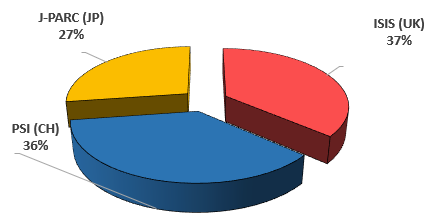 J-PARC (JP)
27%
ISIS (UK)
37%
PSI (CH)
36%